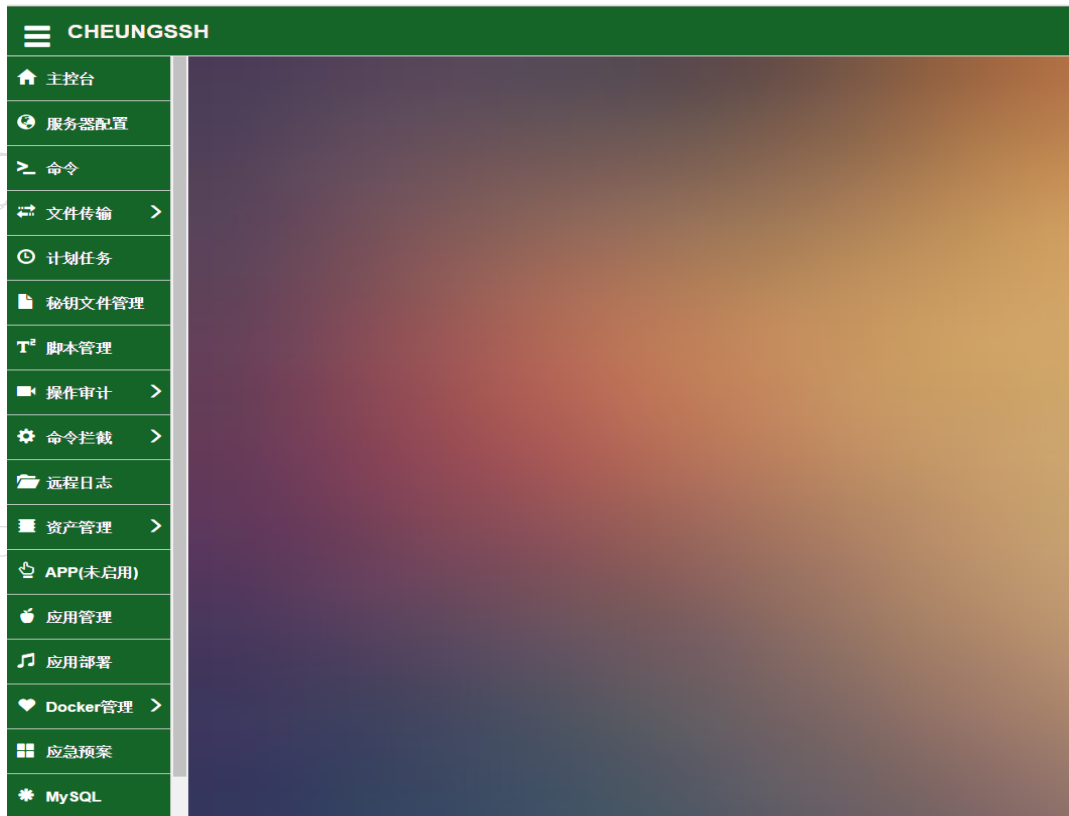 CHEUNGSSH
主控台
服务器配置
命令
文件传输
计划任务
秘钥文件管理
脚本管理
操作审计
命令拦截
远程日志
资产管理
APP(未启用)
应用管理
应用部署
Docker管理
应急预案
MySQL